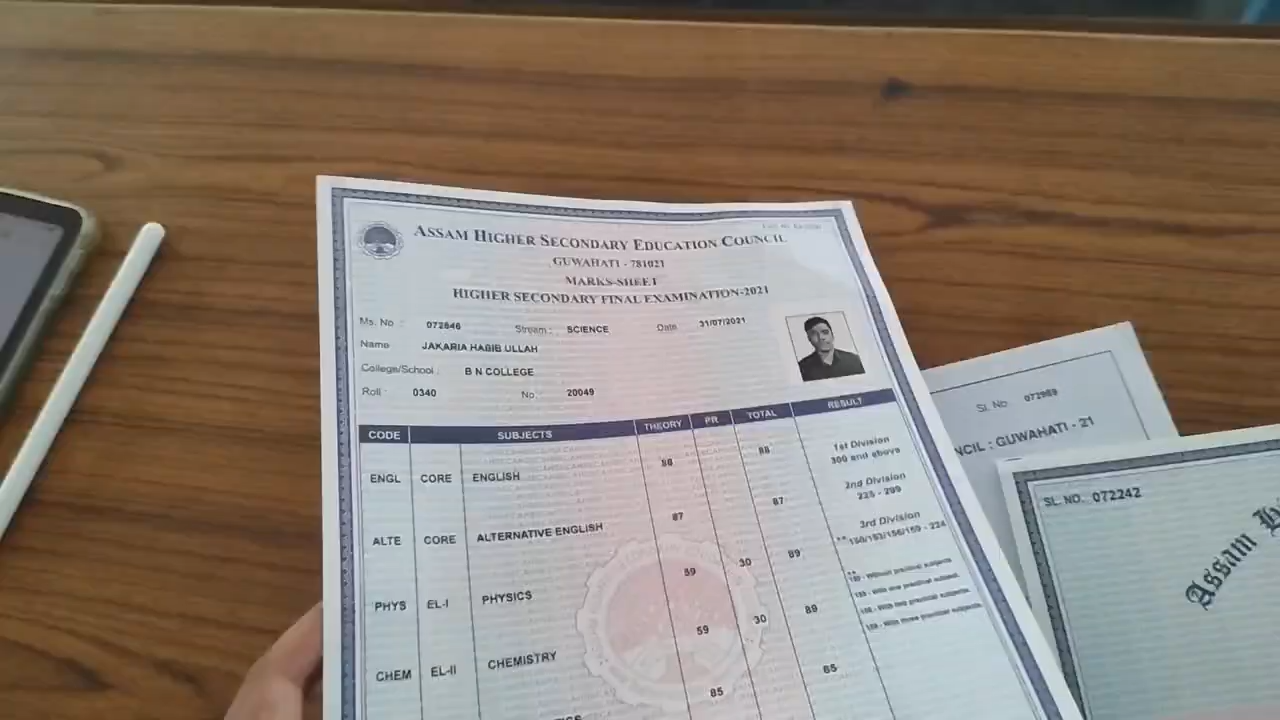 ASSAM HIGHER SECONDARY EDUCATION COUNCIL
GUWAHATI - 781021
MARKS-SHEET
HIGHER SECONDARY FINAL EXAMINATION-2021
Ms. No : 072846 Stream : SCIENCE Date 31/07/2021
Name JAKARIA HABIB ULLAH
College/School : B N COLLEGE
Roll : 0340 No. 20049
CODE SUBJECTS THEORY PR TOTAL RESULT
ENGL CORE ENGLISH 88 88
1st Division
300 and above
2nd Division
225 - 299
3rd Division
ALTE CORE ALTERNATIVE ENGLISH 87 87
PHYS EL-I PHYSICS 59 30 89
CHEM EL-II CHEMISTRY 59 30 89
85
SL. No. 072989
NCIL : GUWAHATI - 21
SL. NO. 072242
Assam